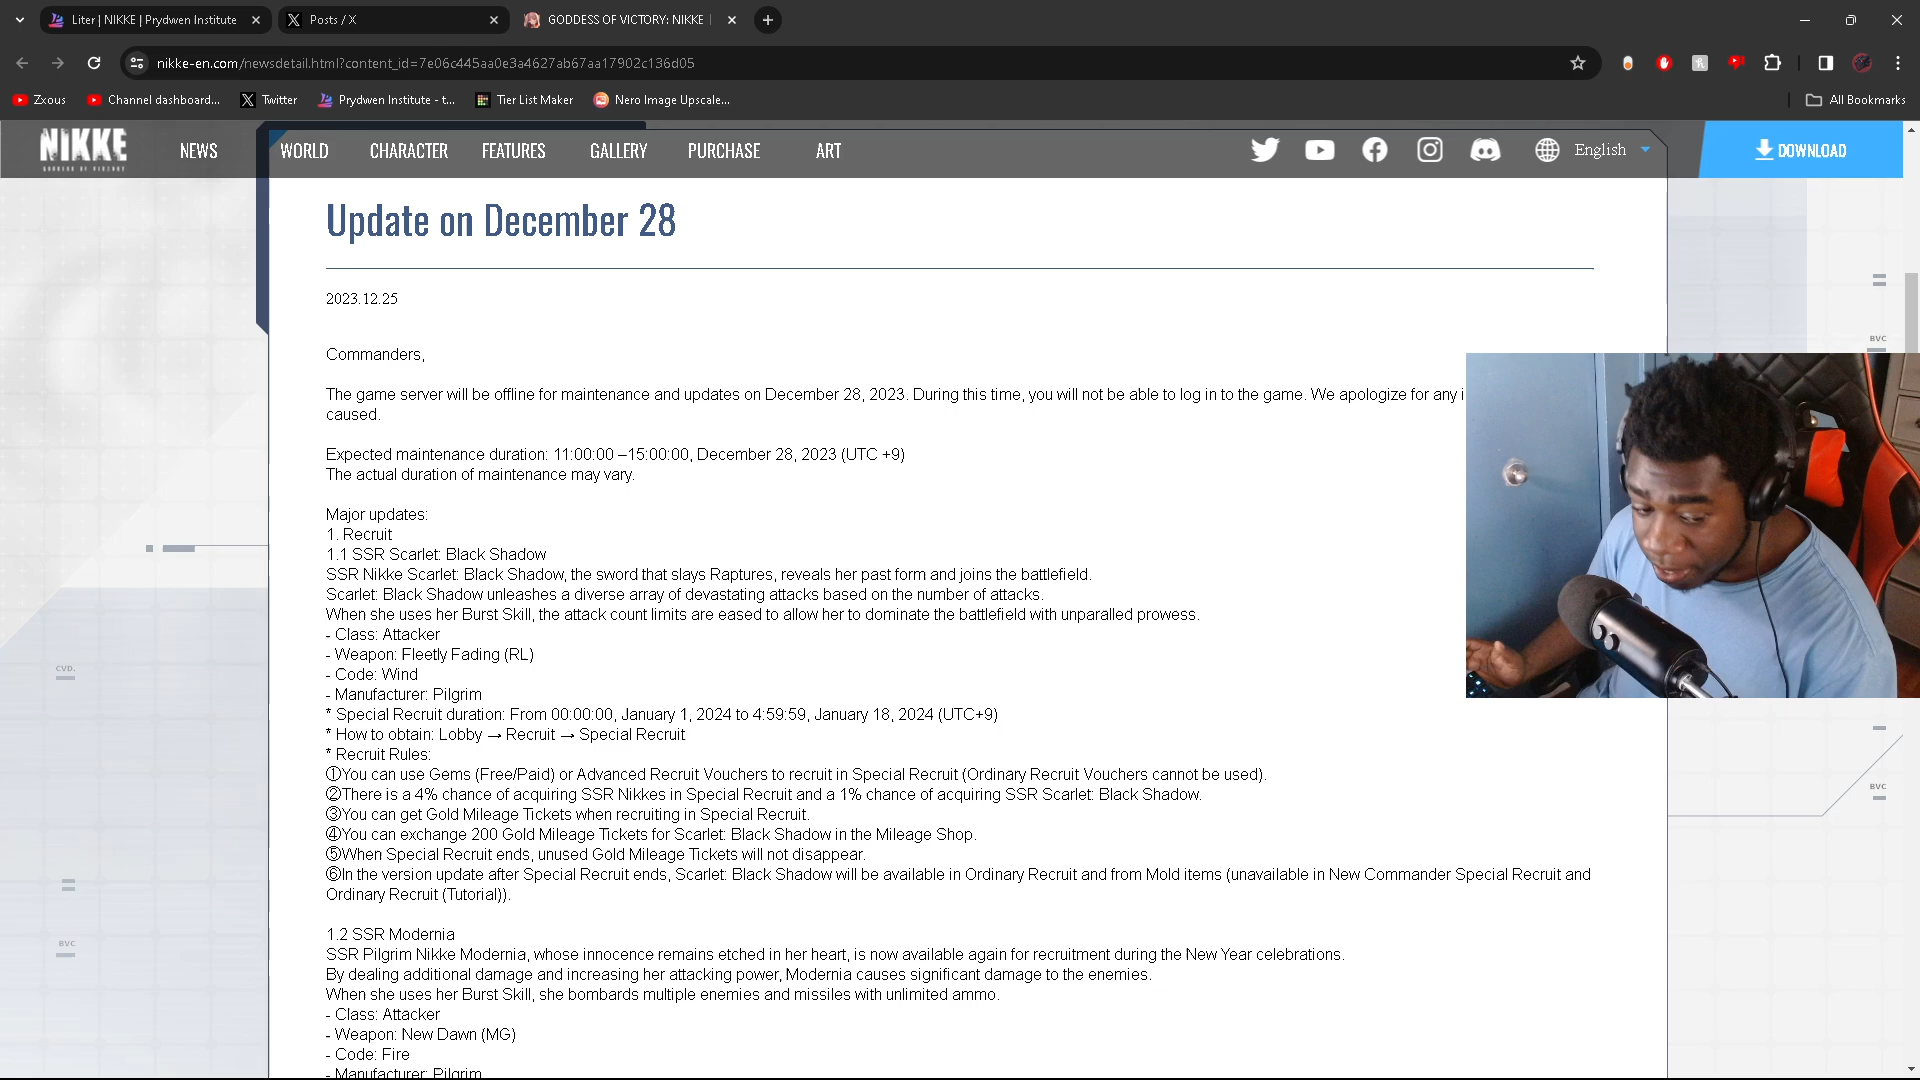 Liter | NIKKE | Prydwen Institute
Posts / X
GODDESS OF VICTORY: NIKKE
nikke-en.com/newsdetail.html?content_id=7e06c445aa0e3a4627ab67aa17902c136d05
Zxous
Channel dashboard...
Twitter
Prydwen Institute - t...
Tier List Maker
Nero Image Upscale...
All Bookmarks
NIKKE
NEWS
WORLD
CHARACTER
FEATURES
GALLERY
PURCHASE
ART
English
DOWNLOAD
Update on December 28
2023.12.25
Commanders,
The game server will be offline for maintenance and updates on December 28, 2023. During this time, you will not be able to log in to the game. We apologize for any i
caused.
Expected maintenance duration: 11:00:00 –15:00:00, December 28, 2023 (UTC +9)
The actual duration of maintenance may vary.
Major updates:
1. Recruit
1.1 SSR Scarlet: Black Shadow
SSR Nikke Scarlet: Black Shadow, the sword that slays Raptures, reveals her past form and joins the battlefield.
Scarlet: Black Shadow unleashes a diverse array of devastating attacks based on the number of attacks.
When she uses her Burst Skill, the attack count limits are eased to allow her to dominate the battlefield with unparalled prowess.
- Class: Attacker
- Weapon: Fleetly Fading (RL)
- Code: Wind
- Manufacturer: Pilgrim
* Special Recruit duration: From 00:00:00, January 1, 2024 to 4:59:59, January 18, 2024 (UTC+9)
* How to obtain: Lobby → Recruit → Special Recruit
* Recruit Rules:
①You can use Gems (Free/Paid) or Advanced Recruit Vouchers to recruit in Special Recruit (Ordinary Recruit Vouchers cannot be used).
②There is a 4% chance of acquiring SSR Nikkes in Special Recruit and a 1% chance of acquiring SSR Scarlet: Black Shadow.
③You can get Gold Mileage Tickets when recruiting in Special Recruit.
④You can exchange 200 Gold Mileage Tickets for Scarlet: Black Shadow in the Mileage Shop.
⑤When Special Recruit ends, unused Gold Mileage Tickets will not disappear.
⑥In the version update after Special Recruit ends, Scarlet: Black Shadow will be available in Ordinary Recruit and from Mold items (unavailable in New Commander Special Recruit and
Ordinary Recruit (Tutorial)).
1.2 SSR Modernia
SSR Pilgrim Nikke Modernia, whose innocence remains etched in her heart, is now available again for recruitment during the New Year celebrations.
By dealing additional damage and increasing her attacking power, Modernia causes significant damage to the enemies.
When she uses her Burst Skill, she bombards multiple enemies and missiles with unlimited ammo.
- Class: Attacker
- Weapon: New Dawn (MG)
- Code: Fire
- Manufacturer: Pilgrim
CVD.
BVC
BVC
BVC